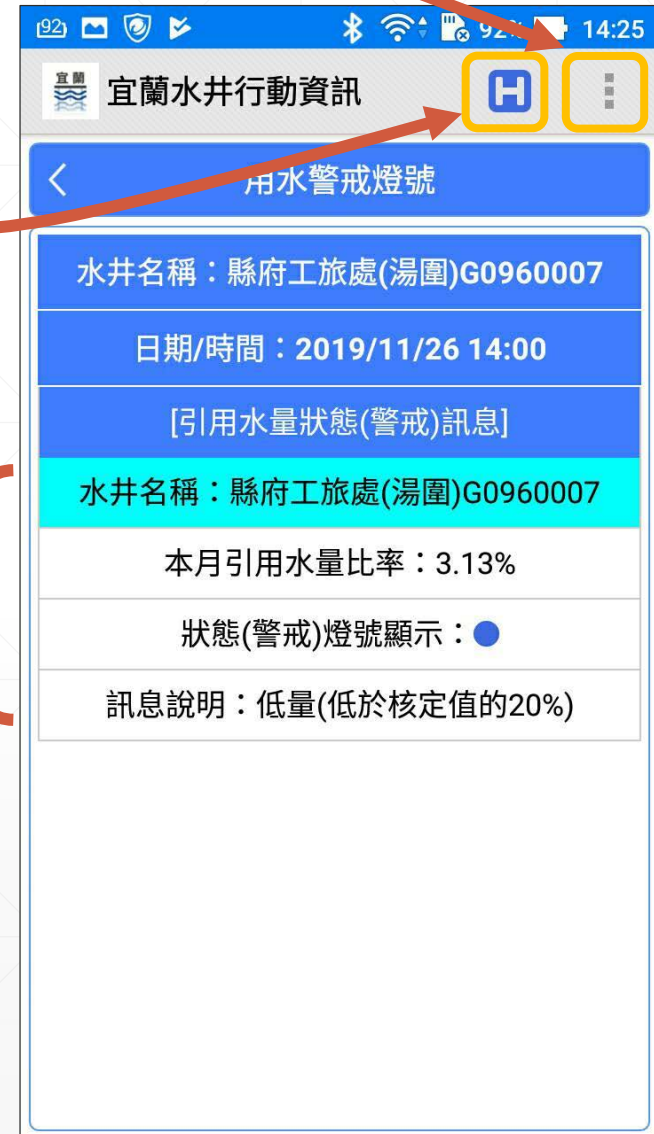 92 92% 14:25
宜蘭 宜蘭水井行動資訊 H
用水警戒燈號
水井名稱：縣府工旅處(湯圍)G0960007
日期/時間：2019/11/26 14:00
[引用水量狀態(警戒)訊息]
水井名稱：縣府工旅處(湯圍)G0960007
本月引用水量比率：3.13%
狀態(警戒)燈號顯示：
訊息說明：低量(低於核定值的20%)